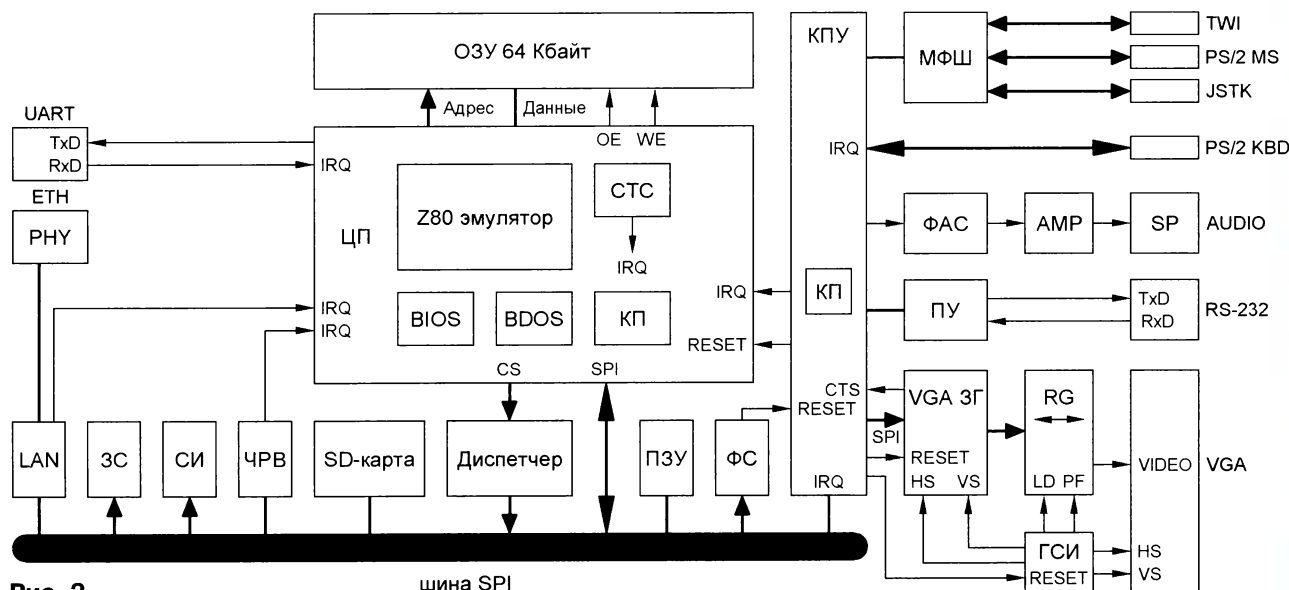 ОЗУ 64 Кбайт
Адрес
Данные
OE
WE
UART
TxD
RxD
ETH
PHY
IRQ
ЦП
Z80 эмулятор
СТС
IRQ
IRQ
IRQ
BIOS
BDOS
КП
IRQ
RESET
CS
SPI
LAN
ЗС
СИ
ЧРВ
SD-карта
Диспетчер
ПЗУ
ФС
шина SPI
КПУ
IRQ
КП
CTS
RESET
IRQ
SPI
МФШ
TWI
PS/2 MS
JSTK
PS/2 KBD
ФАС
AMP
SP
AUDIO
ПУ
TxD
RxD
RS-232
VGA ЗГ
RESET
HS
VS
RG
LD
PF
VIDEO
VGA
ГСИ
RESET
HS
VS
Рис. 2